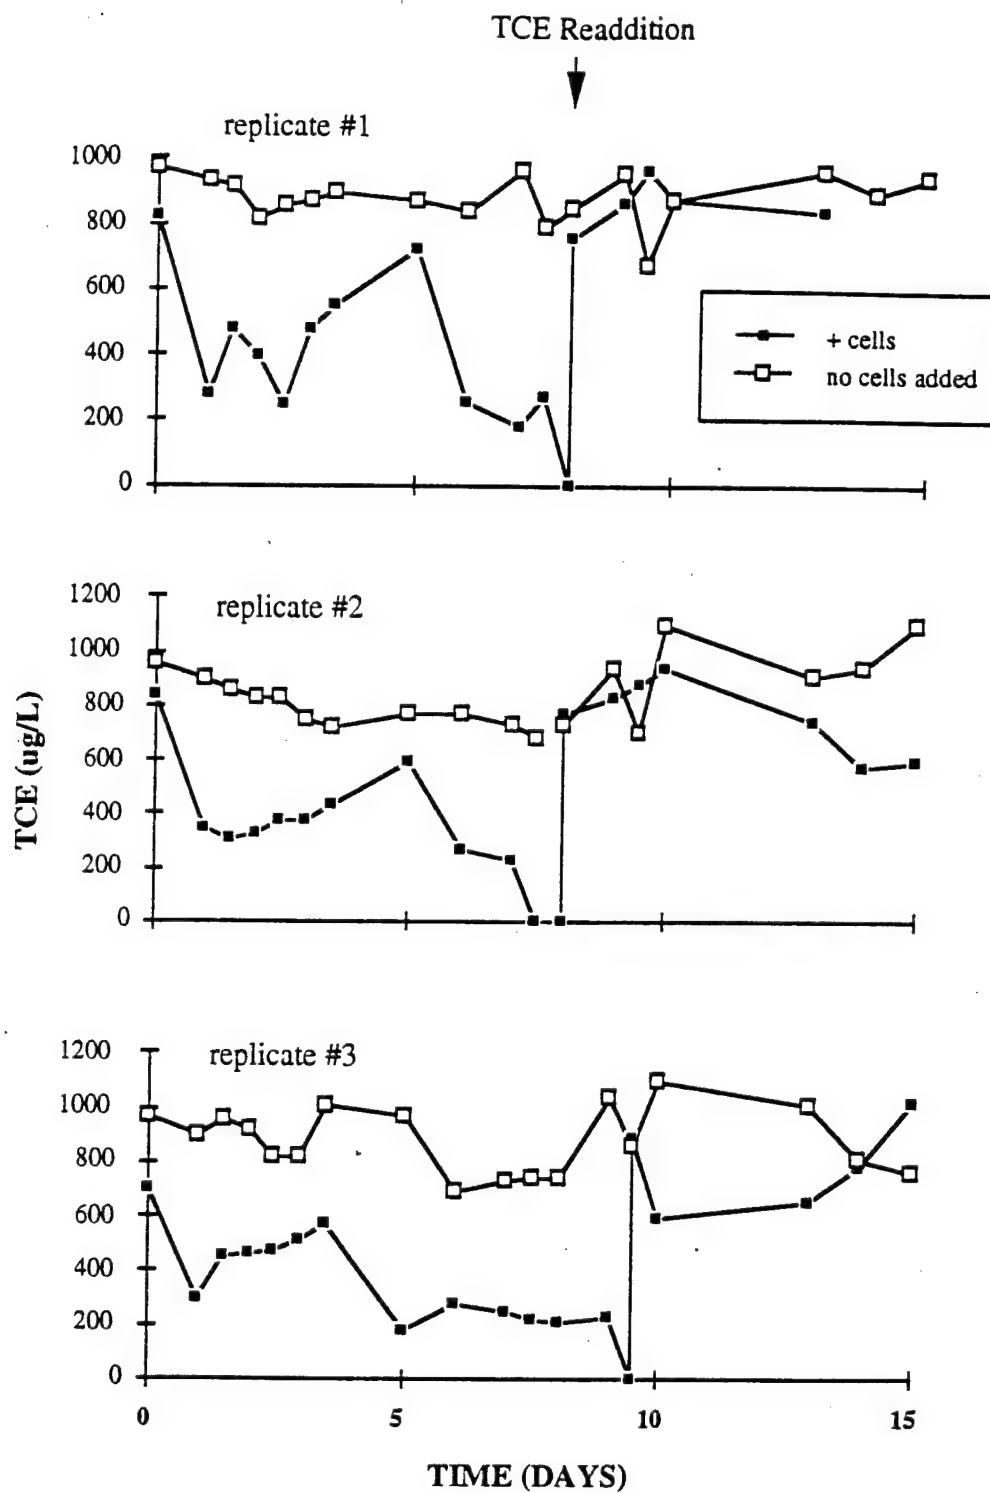 TCE Readdition
replicate #1
1000
800
600
400
200
0
+ cells
no cells added
replicate #2
1200
1000
800
600
400
200
0
TCE (ug/L)
replicate #3
1200
1000
800
600
400
200
0
0 5 10 15
TIME (DAYS)